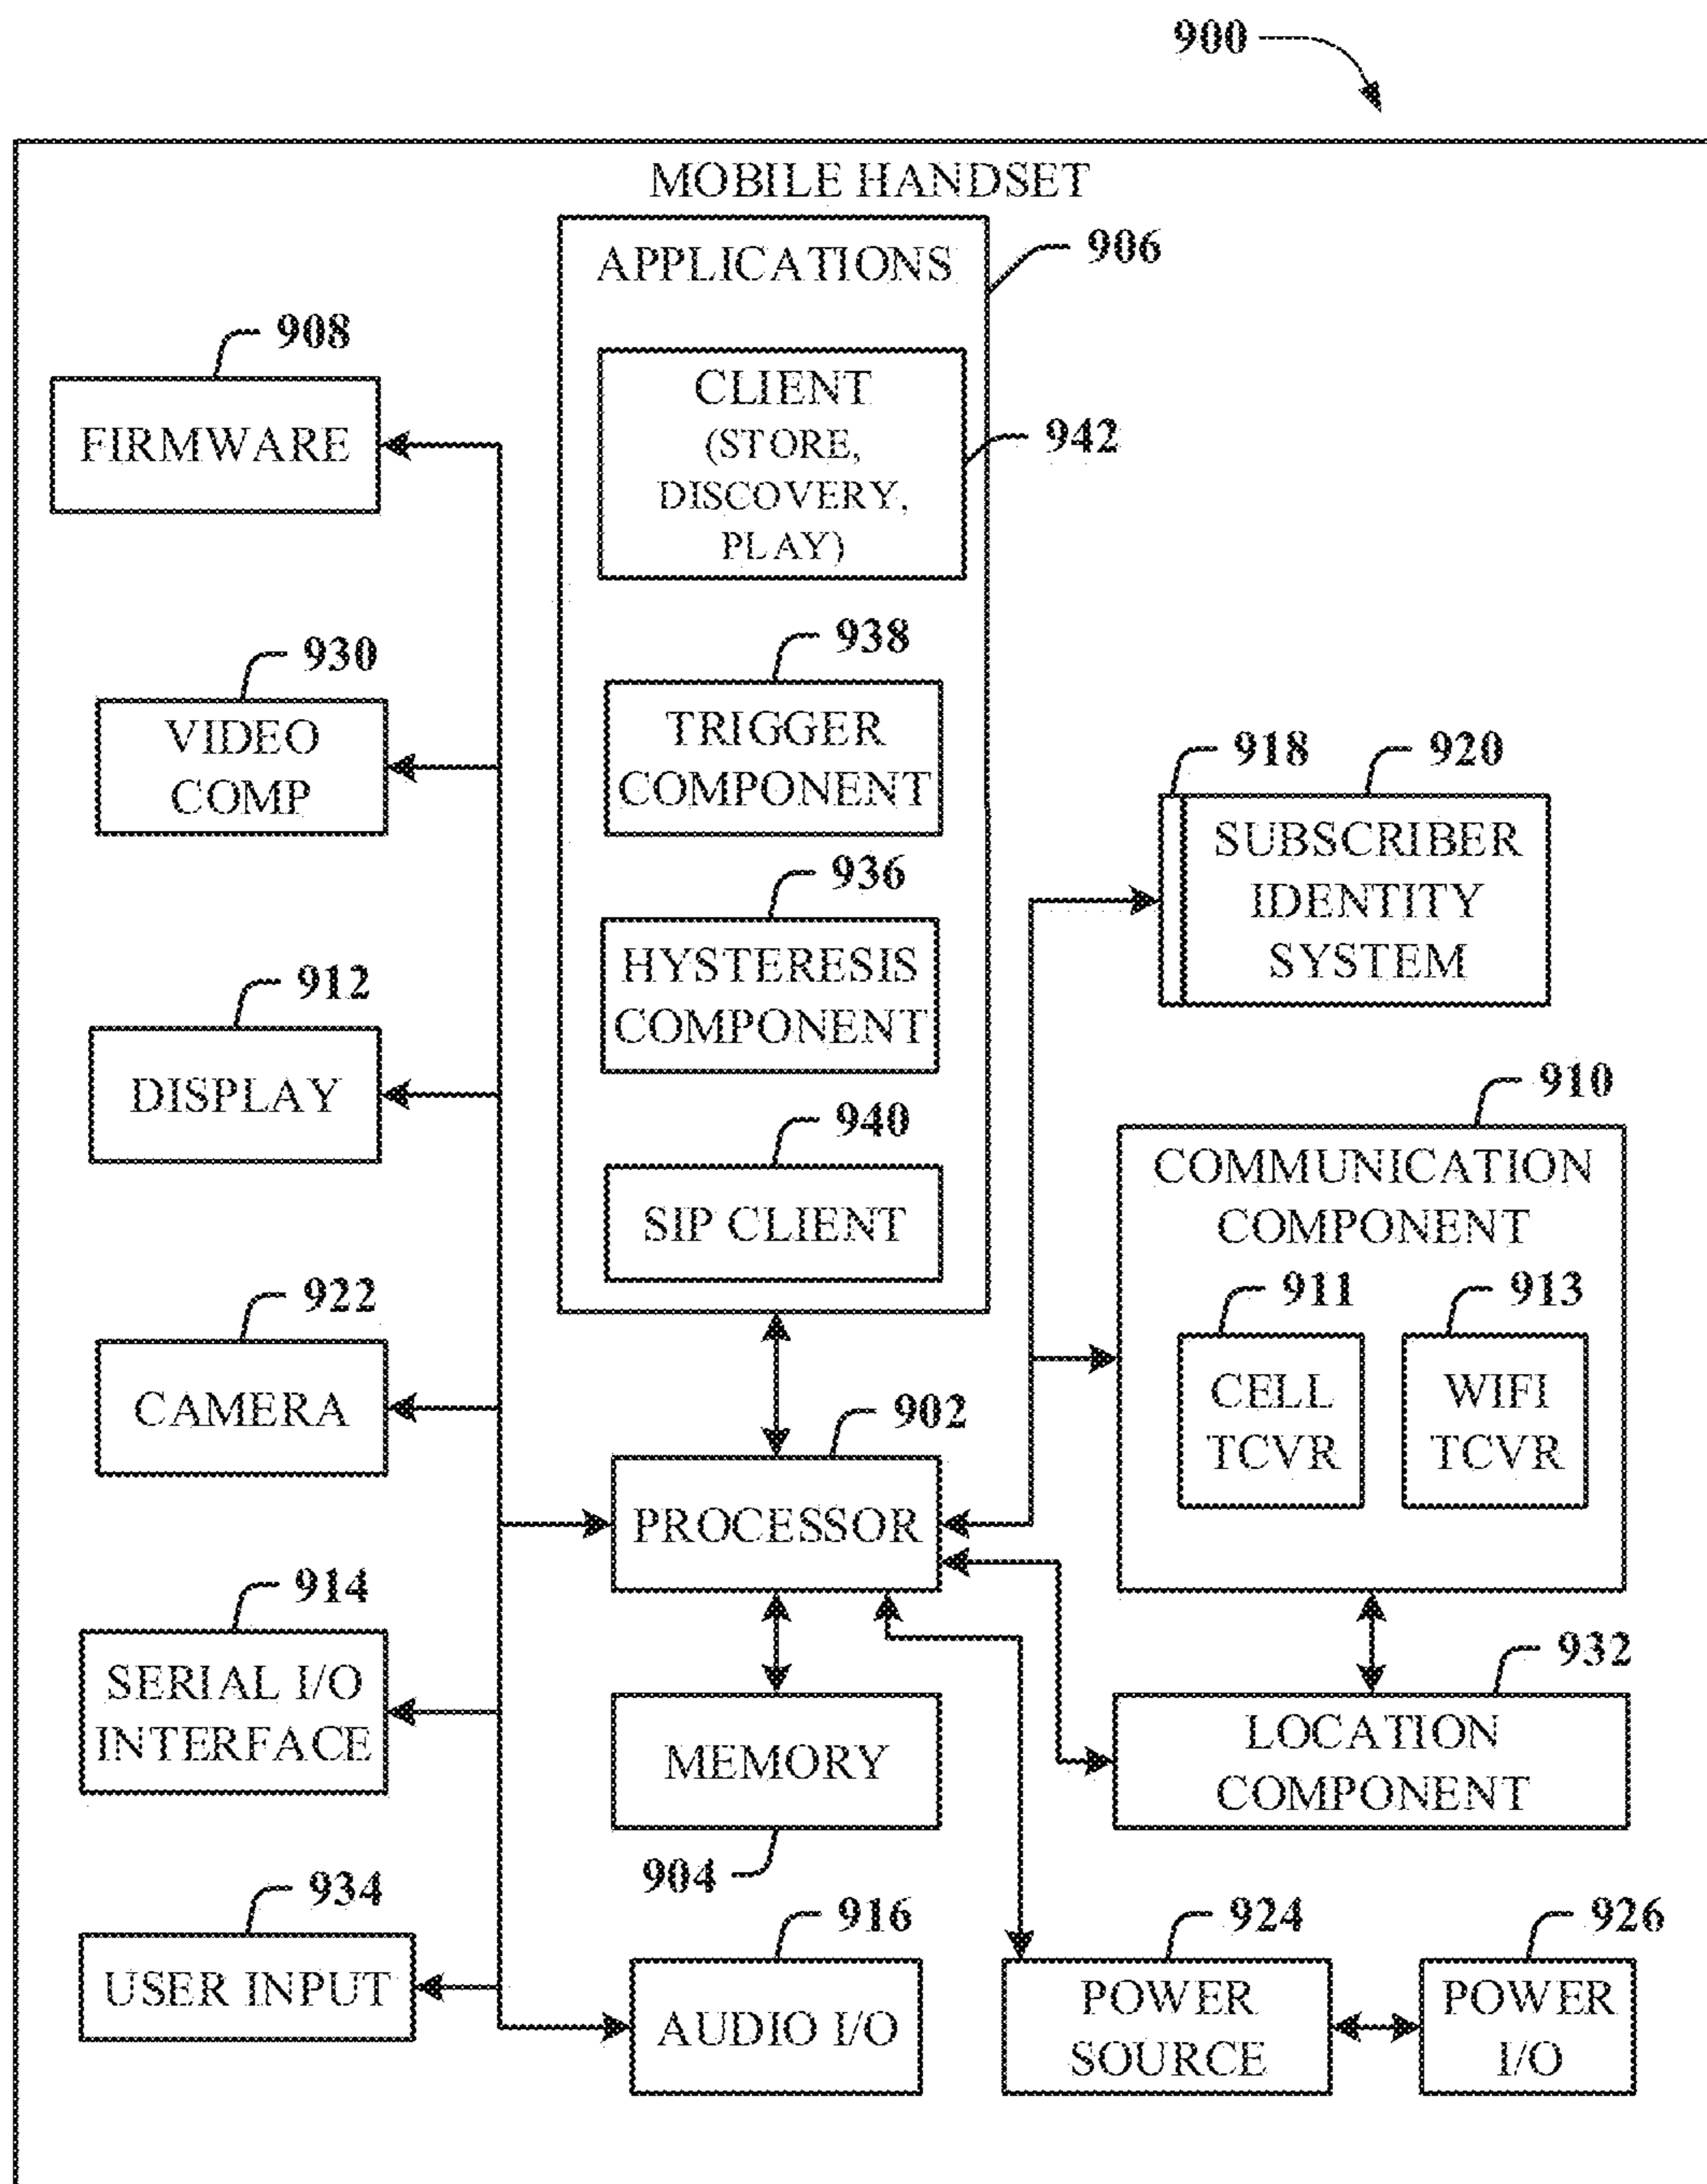 900
MOBILE HANDSET
APPLICATIONS
906
CLIENT
(STORE,
DISCOVERY,
PLAY)
942
908
FIRMWARE
938
TRIGGER
COMPONENT
930
VIDEO
COMP
918
920
SUBSCRIBER
IDENTITY
SYSTEM
936
HYSTERESIS
COMPONENT
912
DISPLAY
940
SIP CLIENT
910
COMMUNICATION
COMPONENT
911
913
CELL
TCVR
WIFI
TCVR
922
CAMERA
902
PROCESSOR
914
SERIAL I/O
INTERFACE
MEMORY
904
932
LOCATION
COMPONENT
934
USER INPUT
916
AUDIO I/O
924
POWER
SOURCE
926
POWER
I/O